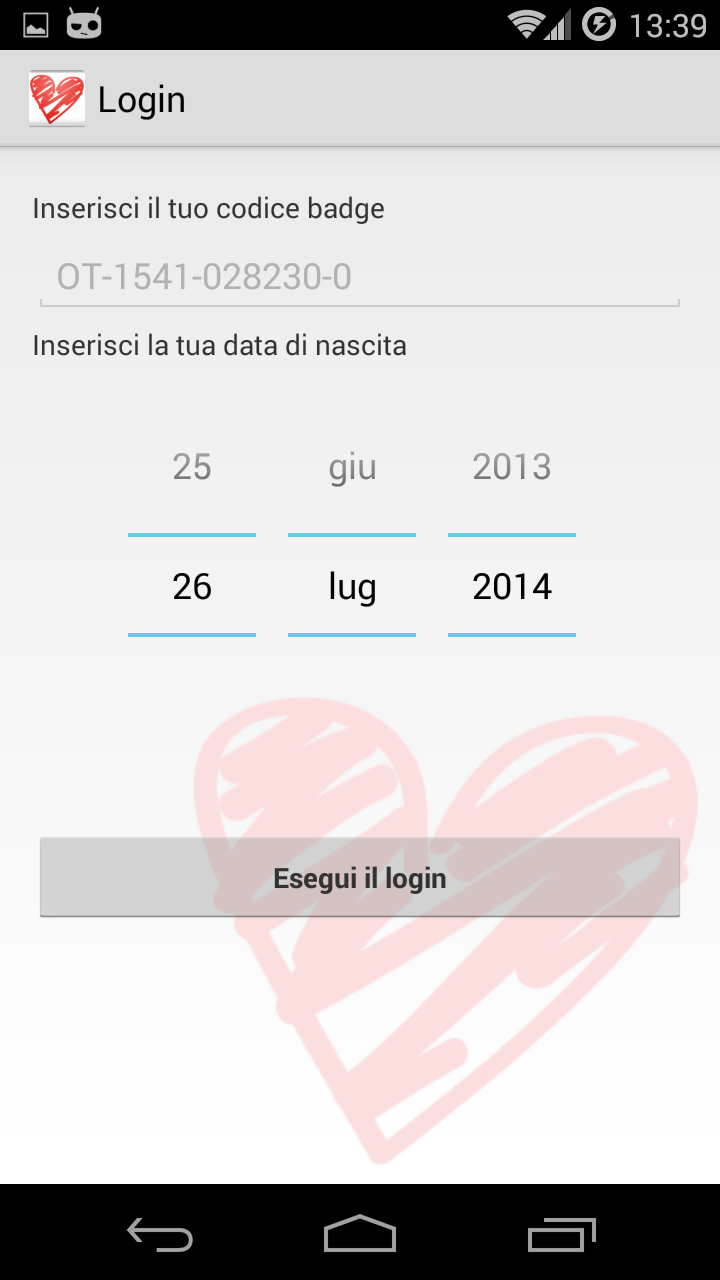 13:39
Login
Inserisci il tuo codice badge
OT-1541-028230-0
Inserisci la tua data di nascita
25 giu 2013
26 lug 2014
Esegui il login